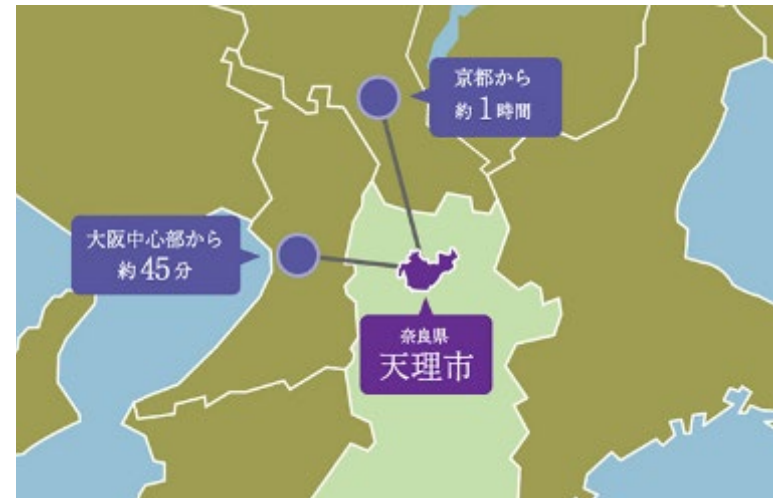 京都から
約1時間
大阪中心部から
約45分
奈良県
天理市